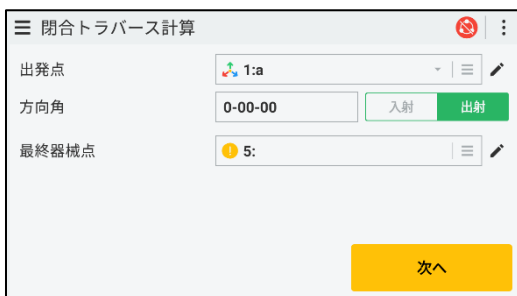 閉合トラバース計算
出発点 1:a
方向角 0-00-00 入射 出射
最終器械点 5:
次へ